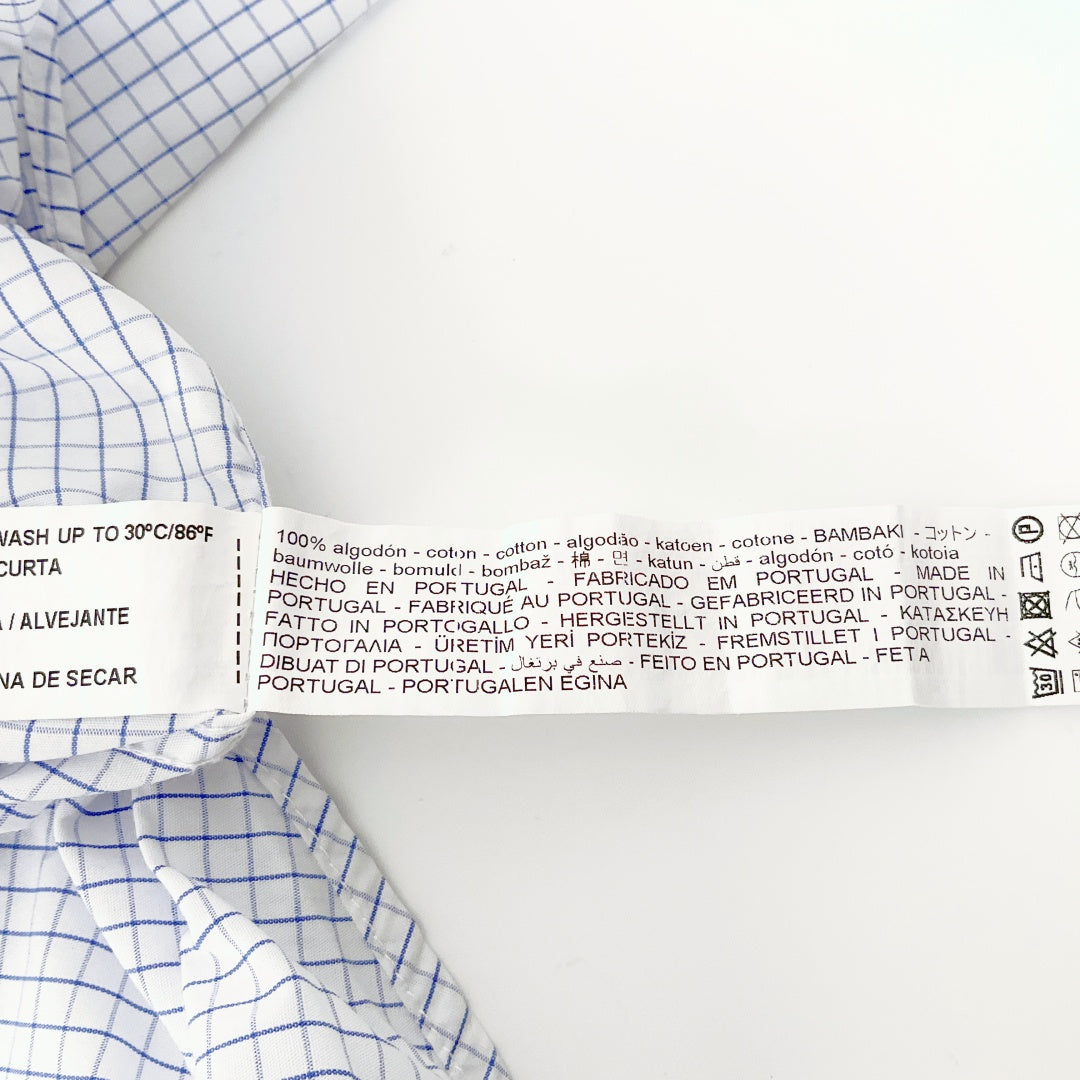 WASH UP TO 30ºC/86ºF
CURTA
/ ALVEJANTE
NA DE SECAR
100% algodón - coton - cotton - algodão - katoen - cotone - BAMBAKI - コットン -
baumwolle - bomuld - bombaž - 棉 - 면 - katun - قطن - algodón - cotó - kotoia
HECHO EN PORTUGAL - FABRICADO EM PORTUGAL - MADE IN
PORTUGAL - FABRIQUÉ AU PORTUGAL - GEFABRICEERD IN PORTUGAL -
FATTO IN PORTOGALLO - HERGESTELLT IN PORTUGAL - ΚΑΤΑΣΚΕΥΗ
ΠΟΡΤΟΓΑΛΙΑ - ÜRETİM YERİ PORTEKİZ - FREMSTILLET I PORTUGAL -
DIBUAT DI PORTUGAL - صنع في برتغال - FEITO EN PORTUGAL - FET A
PORTUGAL - PORTUGALEN EGINA
P
30